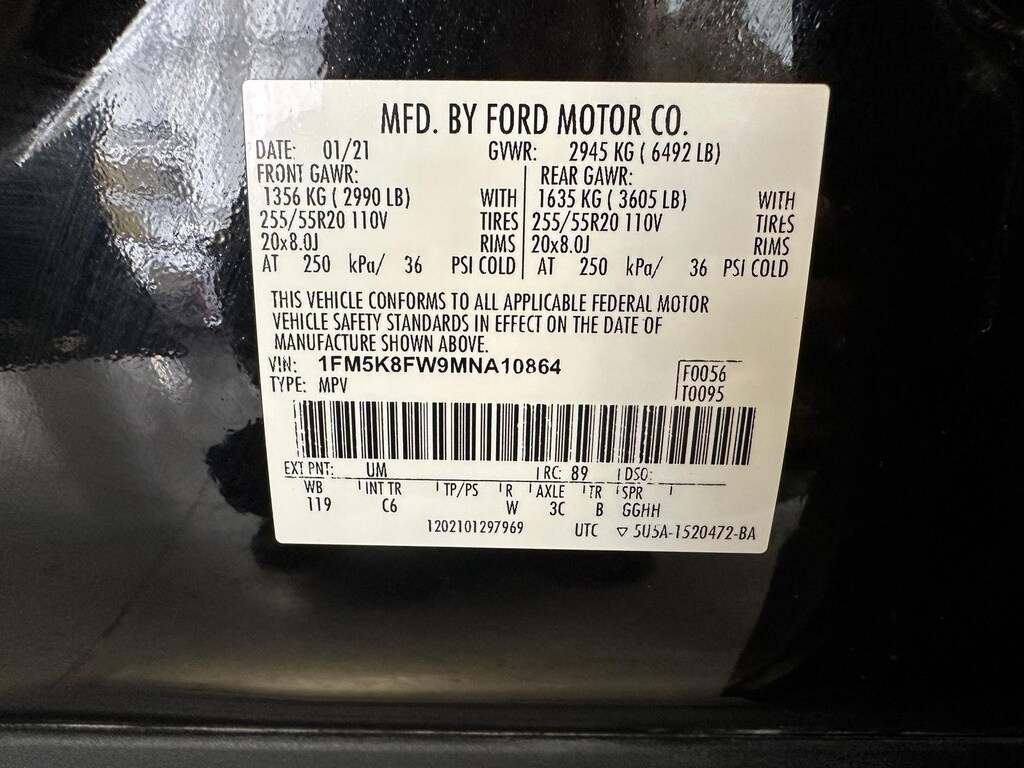 MFD. BY FORD MOTOR CO.
DATE: 01/21 GVWR: 2945 KG ( 6492 LB)
FRONT GAWR: REAR GAWR:
1356 KG ( 2990 LB) WITH 1635 KG ( 3605 LB) WITH
255/55R20 110V TIRES 255/55R20 110V TIRES
20x8.0J RIMS 20x8.0J RIMS
AT 250 kPa/ 36 PSI COLD AT 250 kPa/ 36 PSI COLD
THIS VEHICLE CONFORMS TO ALL APPLICABLE FEDERAL MOTOR
VEHICLE SAFETY STANDARDS IN EFFECT ON THE DATE OF
MANUFACTURE SHOWN ABOVE.
VIN: 1FM5K8FW9MNA10864
F0056
TYPE: MPV
T0095
EXT PNT: UM RC: 89 DSO:
WB INT TR TP/PS R AXLE TR SPR
119 C6 W 3C B GGHH
1202101297969 UTC ▽ 5U5A-1520472-BA